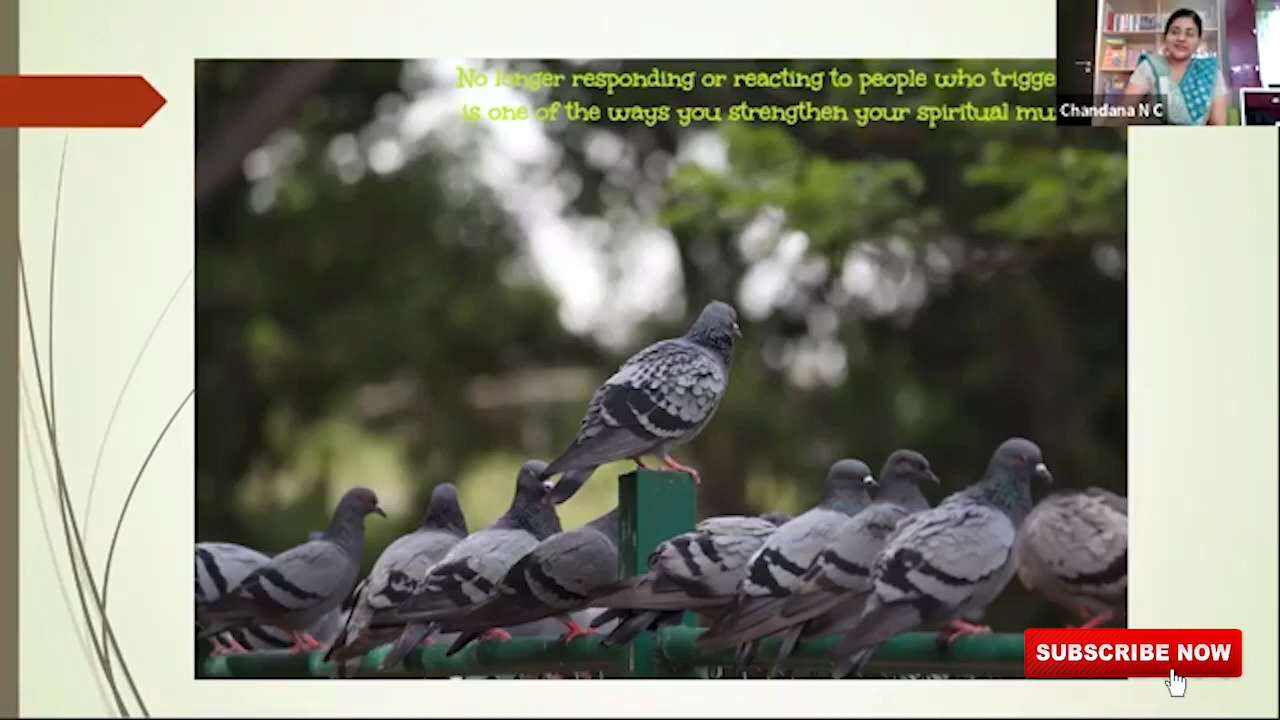 No longer responding or reacting to people who trigge
is one of the ways you strengthen your spiritual mu
Chandana N C
SUBSCRIBE NOW